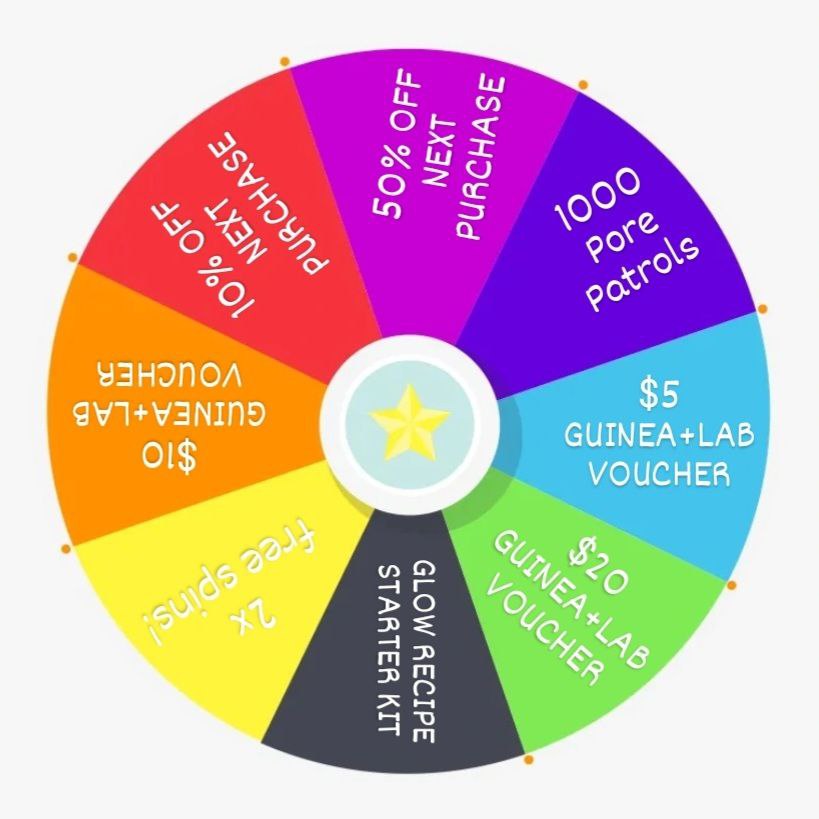 50% OFF
NEXT
PURCHASE
1000
Pore
Patrols
$5
GUINEA+LAB
VOUCHER
$20
GUINEA+LAB
VOUCHER
GLOW RECIPE
STARTER KIT
2x
free spins!
$10
GUINEA+LAB
VOUCHER
10% OFF
NEXT
PURCHASE